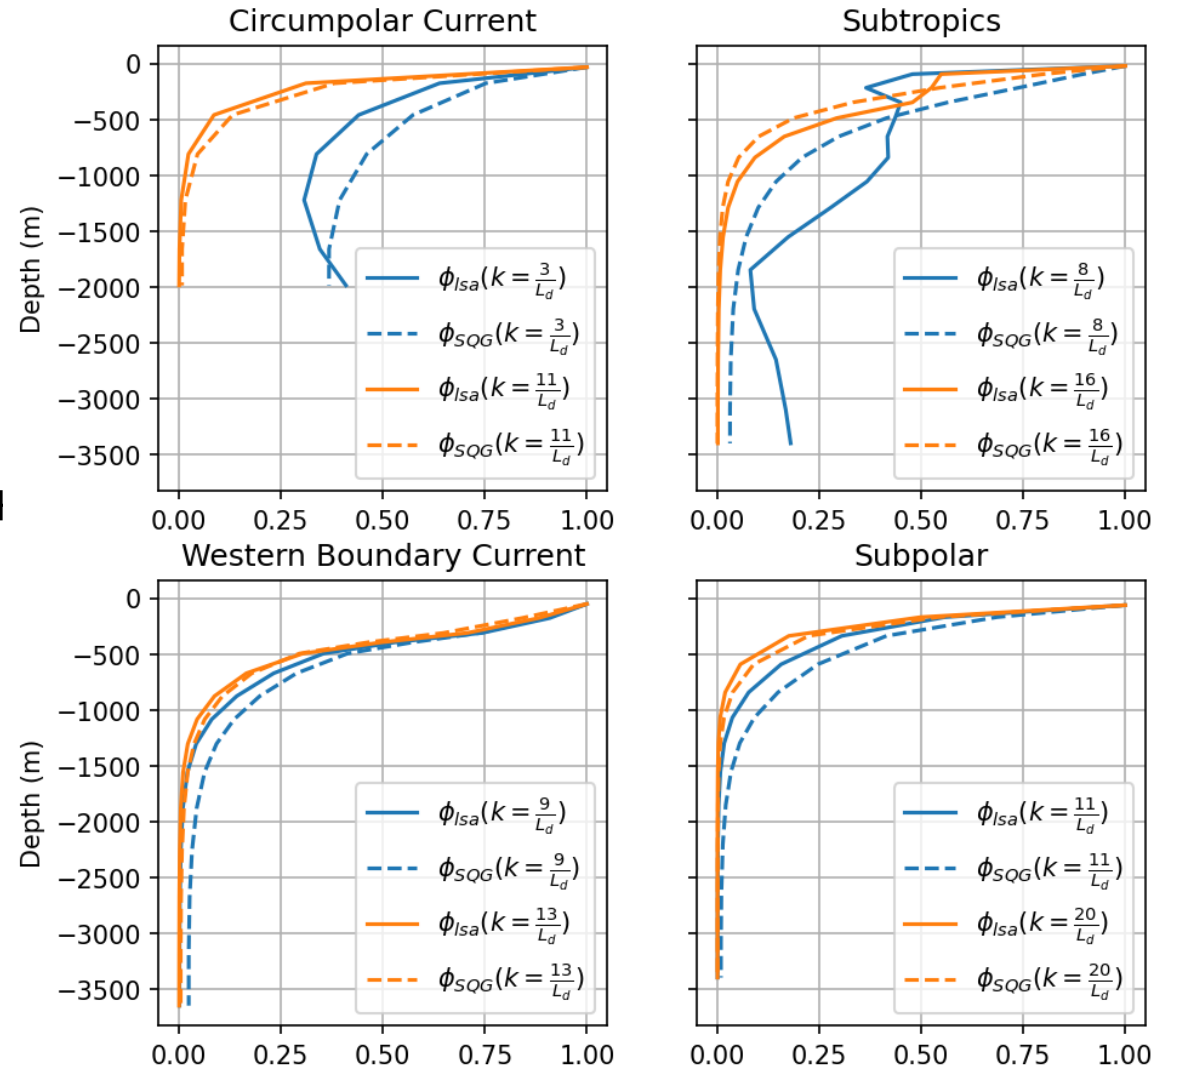 Circumpolar Current
Subtropics
Depth (m)
0
−500
−1000
−1500
−2000
−2500
−3000
−3500
ϕlsa(k = 3/Ld)
ϕSQG(k = 3/Ld)
ϕlsa(k = 11/Ld)
ϕSQG(k = 11/Ld)
ϕlsa(k = 8/Ld)
ϕSQG(k = 8/Ld)
ϕlsa(k = 16/Ld)
ϕSQG(k = 16/Ld)
0.00 0.25 0.50 0.75 1.00
0.00 0.25 0.50 0.75 1.00
Western Boundary Current
Subpolar
Depth (m)
0
−500
−1000
−1500
−2000
−2500
−3000
−3500
ϕlsa(k = 9/Ld)
ϕSQG(k = 9/Ld)
ϕlsa(k = 13/Ld)
ϕSQG(k = 13/Ld)
ϕlsa(k = 11/Ld)
ϕSQG(k = 11/Ld)
ϕlsa(k = 20/Ld)
ϕSQG(k = 20/Ld)
0.00 0.25 0.50 0.75 1.00
0.00 0.25 0.50 0.75 1.00